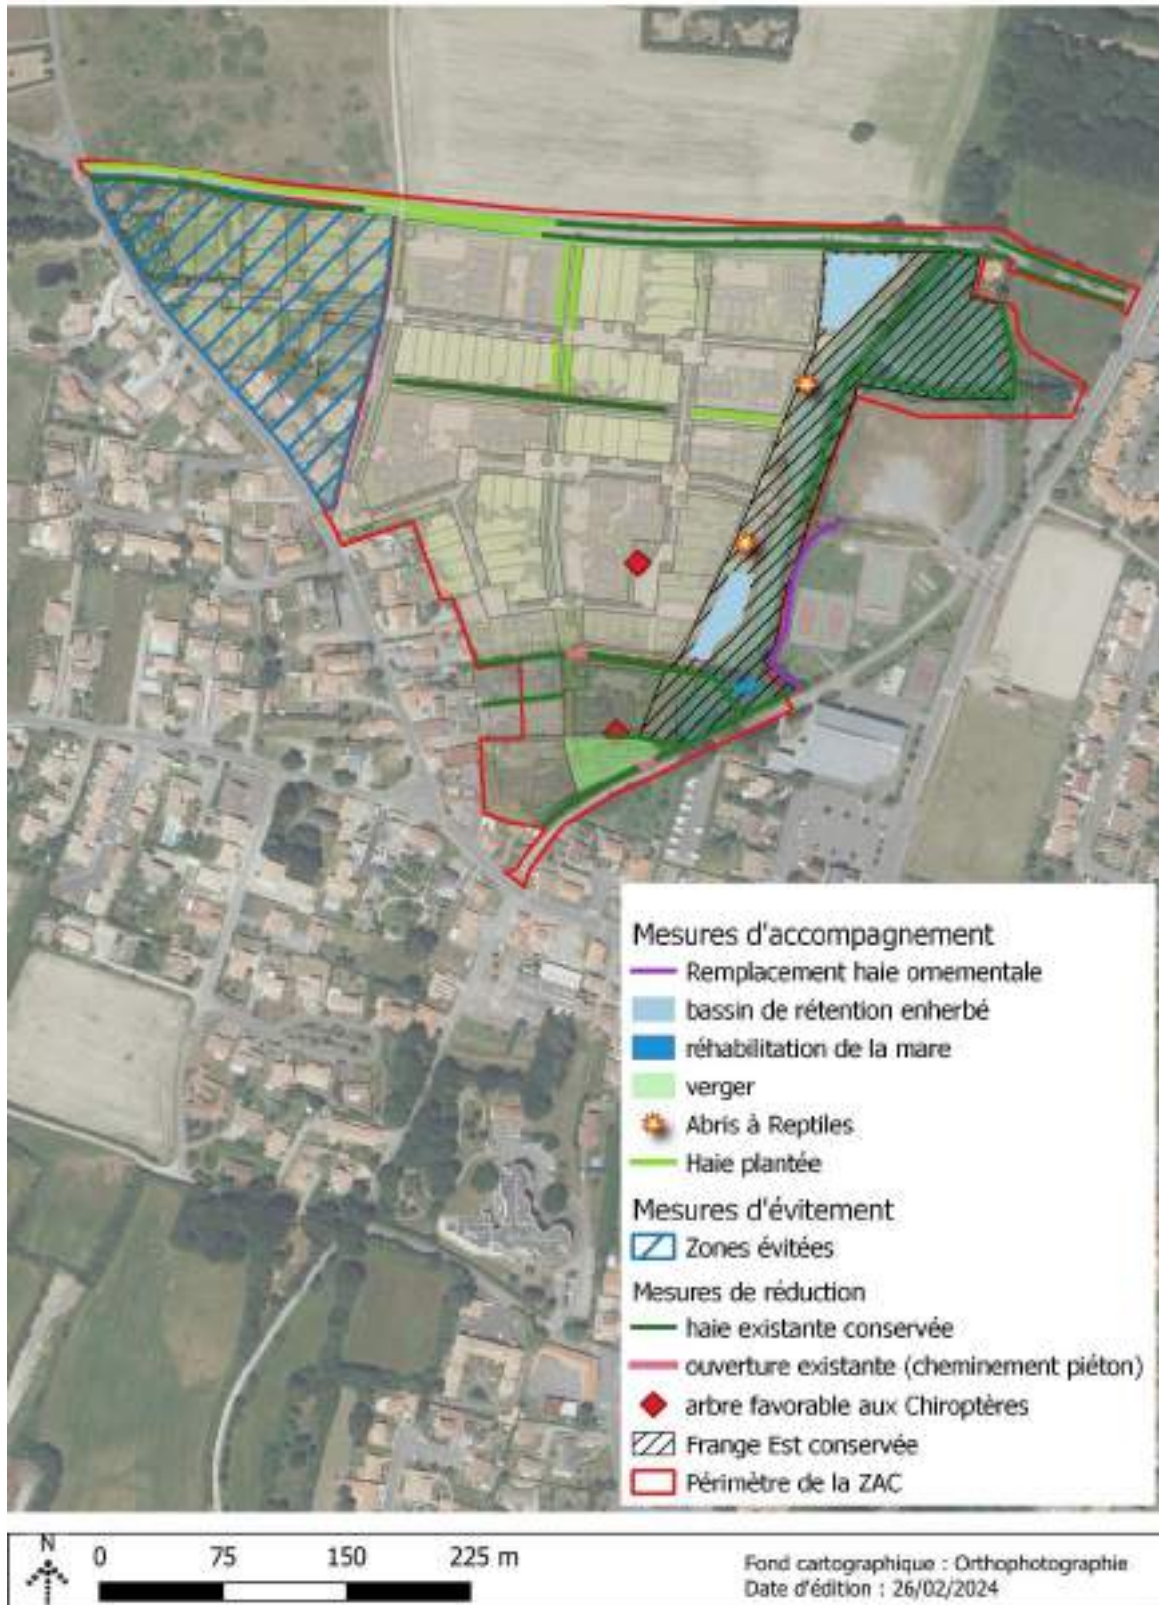 Mesures d'accompagnement
Remplacement haie ornementale
bassin de rétention enherbé
réhabilitation de la mare
verger
Abris à Reptiles
Haie plantée
Mesures d'évitement
Zones évitées
Mesures de réduction
haie existante conservée
ouverture existante (cheminement piéton)
arbre favorable aux Chiroptères
Frange Est conservée
Périmètre de la ZAC
N
0 75 150 225 m
Fond cartographique : Orthophotographie
Date d'édition : 26/02/2024